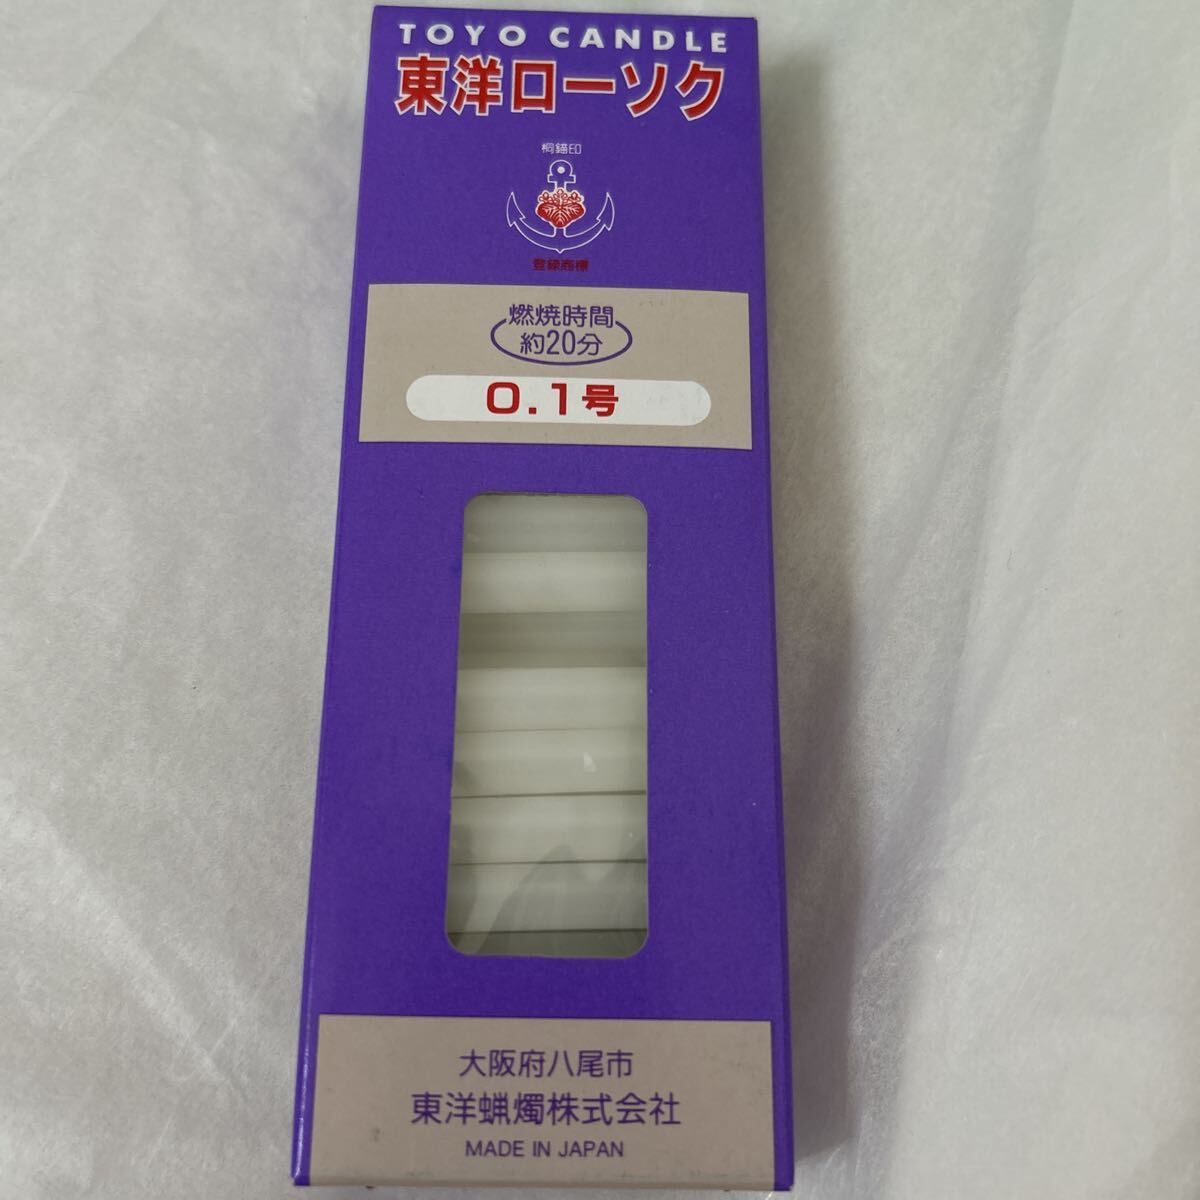 TOYO CANDLE
東洋ローソク
桐錨印
登録商標
燃焼時間
約20分
0.1号
大阪府八尾市
東洋蝋燭株式会社
MADE IN JAPAN